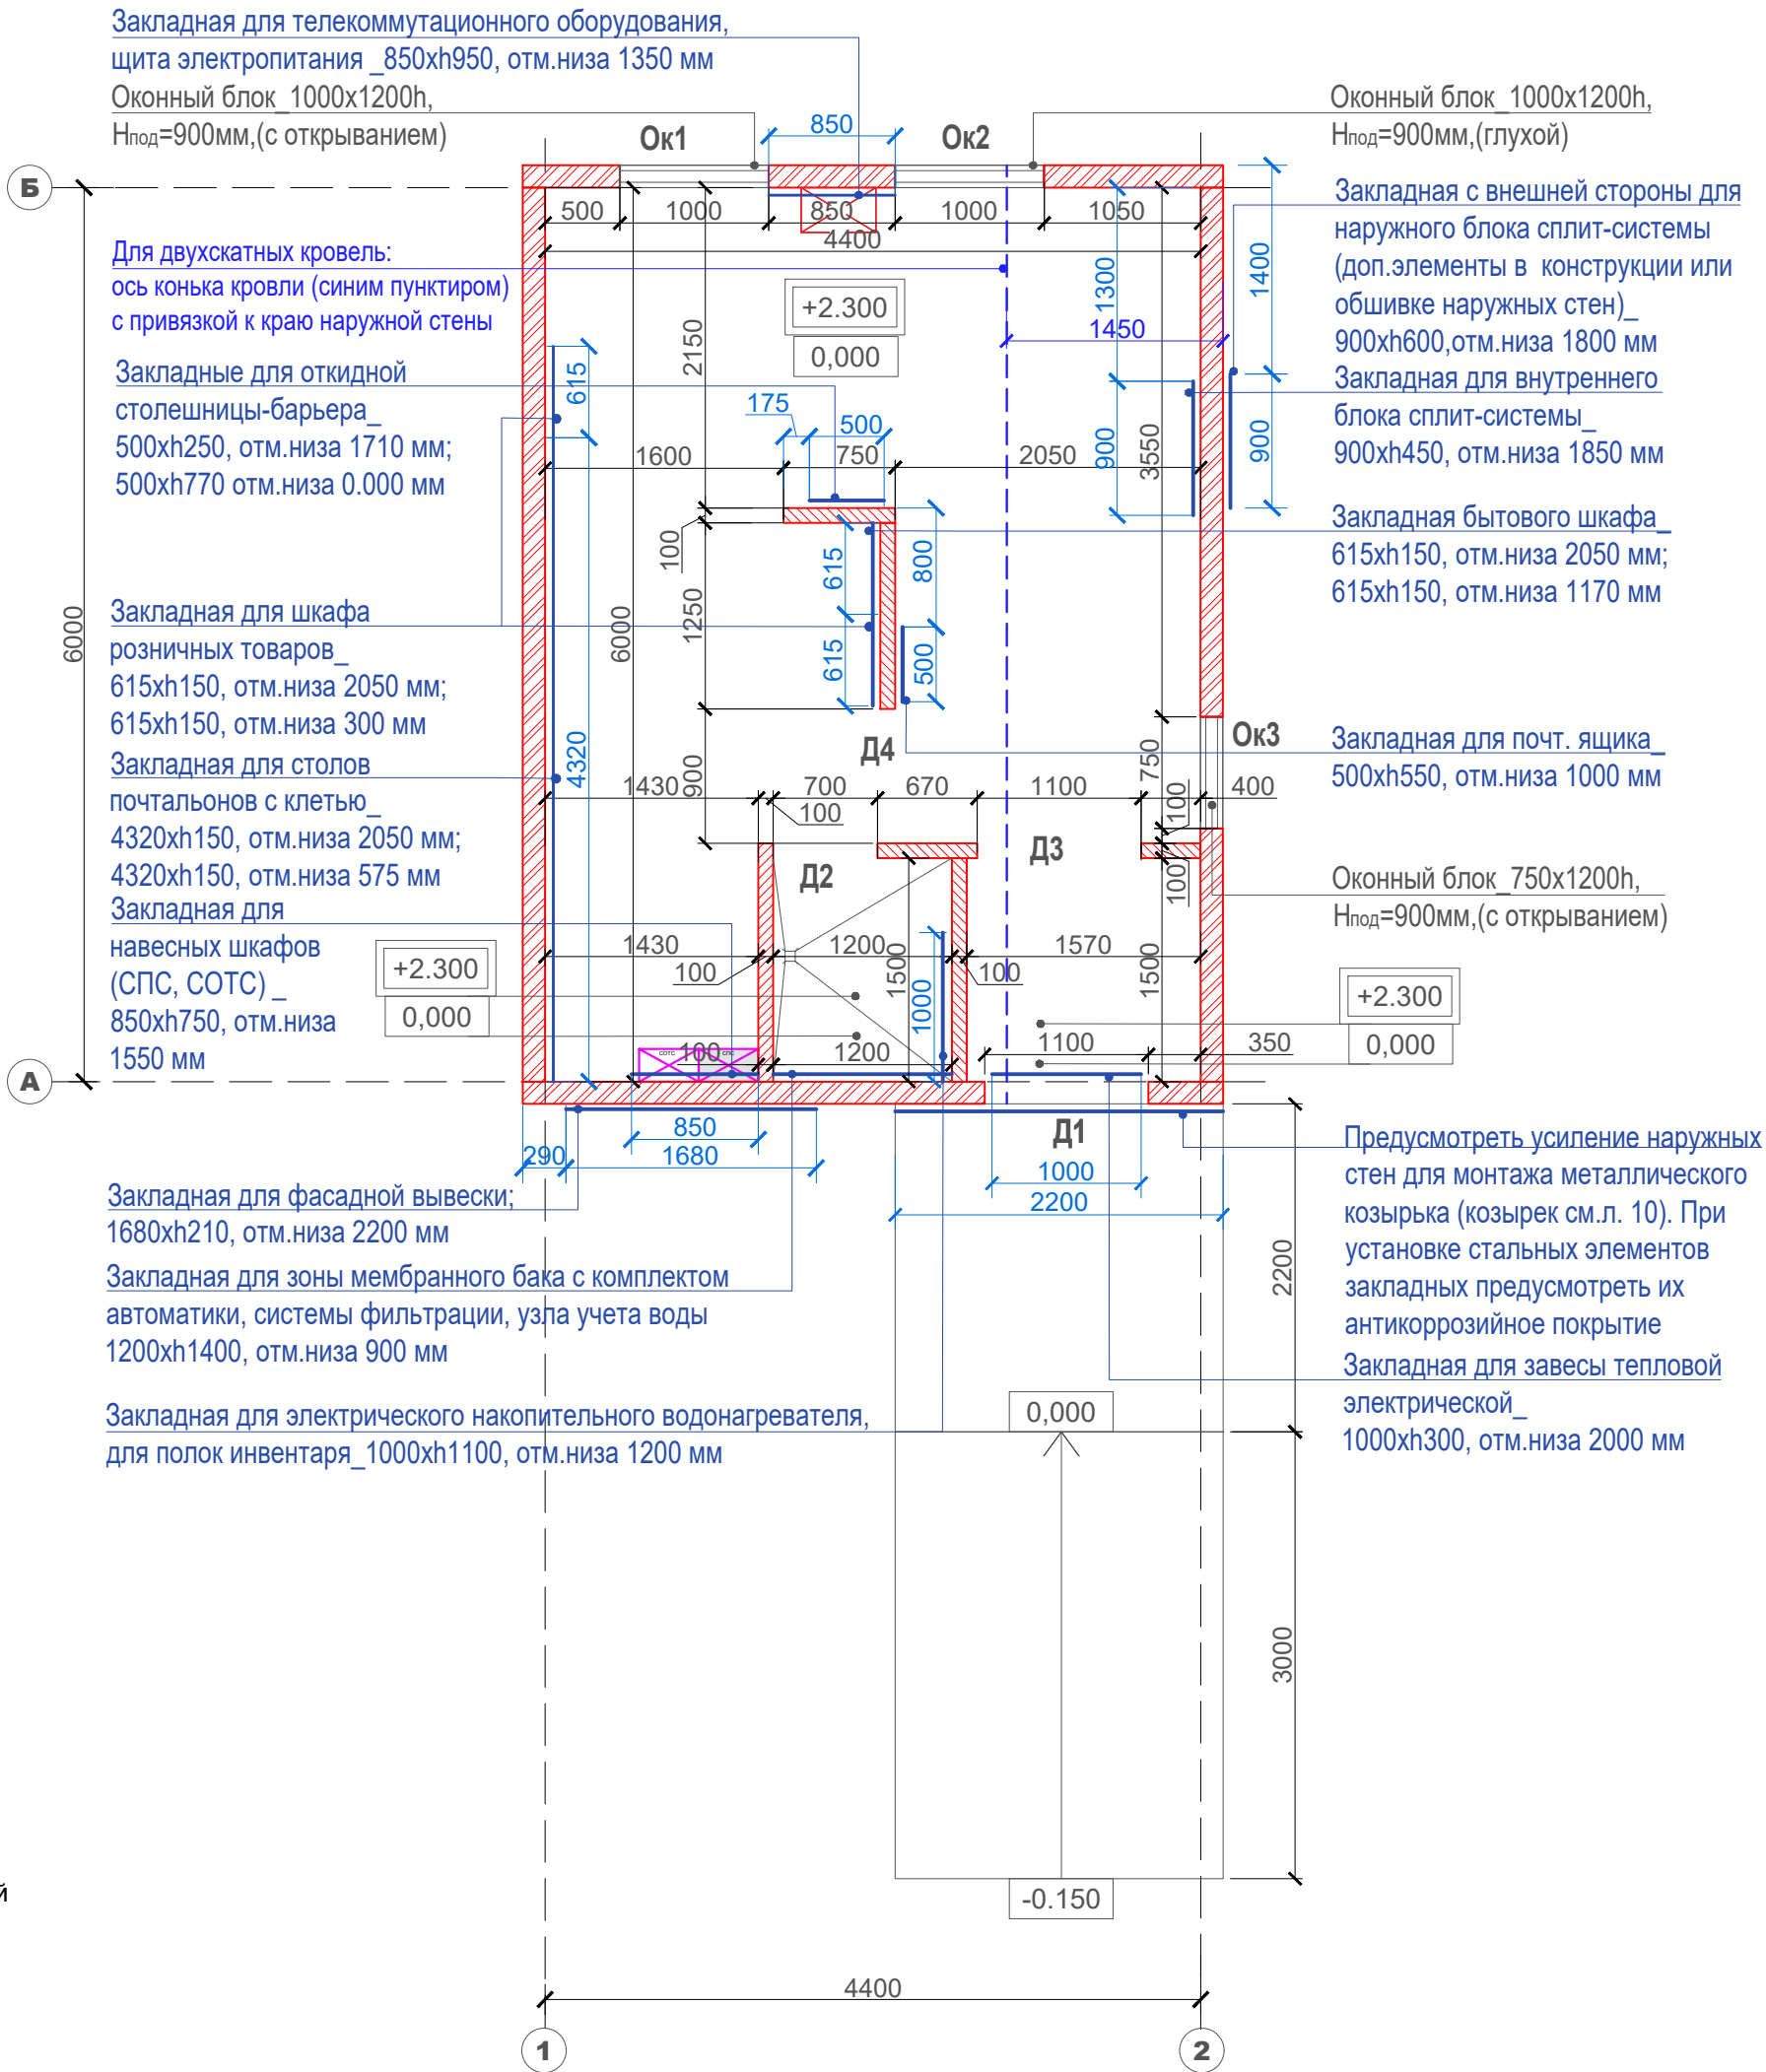 Закладная для телекоммутационного оборудования,
щита электропитания _850xh950, отм.низа 1350 мм
Оконный блок_1000x1200h,
Нпод=900мм,(с открыванием)
Ок1
850
Ок2
Оконный блок_1000x1200h,
Нпод=900мм,(глухой)
Б
500
1000
850
1000
1050
4400
Закладная с внешней стороны для
наружного блока сплит-системы
(доп.элементы в конструкции или
обшивке наружных стен)_
900xh600,отм.низа 1800 мм
Закладная для внутреннего
блока сплит-системы_
900xh450, отм.низа 1850 мм
Для двухскатных кровель:
ось конька кровли (синим пунктиром)
с привязкой к краю наружной стены
+2.300
0,000
1300
1400
1450
2150
615
Закладные для откидной
столешницы-барьера_
500xh250, отм.низа 1710 мм;
500xh770 отм.низа 0.000 мм
175
500
1600
750
2050
900
3550
900
Закладная бытового шкафа_
615xh150, отм.низа 2050 мм;
615xh150, отм.низа 1170 мм
100
615
800
1250
6000
6000
615
500
Закладная для шкафа
розничных товаров_
615xh150, отм.низа 2050 мм;
615xh150, отм.низа 300 мм
Закладная для столов
почтальонов с клетью_
4320xh150, отм.низа 2050 мм;
4320xh150, отм.низа 575 мм
4320
900
Д4
750
Ок3
Закладная для почт. ящика_
500xh550, отм.низа 1000 мм
1430
700
670
1100
400
100
100
Д2
Д3
100
Оконный блок_750x1200h,
Нпод=900мм,(с открыванием)
Закладная для
навесных шкафов
(СПС, СОТС) _
850xh750, отм.низа
1550 мм
+2.300
0,000
1430
1200
1570
100
1500
1000
100
1500
+2.300
0,000
СОТС
СПС
100
1200
1100
350
А
850
290
1680
Д1
1000
2200
Закладная для фасадной вывески;
1680xh210, отм.низа 2200 мм
Закладная для зоны мембранного бака с комплектом
автоматики, системы фильтрации, узла учета воды
1200xh1400, отм.низа 900 мм
Закладная для электрического накопительного водонагревателя,
для полок инвентаря_1000xh1100, отм.низа 1200 мм
Предусмотреть усиление наружных
стен для монтажа металлического
козырька (козырек см.л. 10). При
установке стальных элементов
закладных предусмотреть их
антикоррозийное покрытие
Закладная для завесы тепловой
электрической_
1000xh300, отм.низа 2000 мм
2200
0,000
3000
й
-0.150
4400
1
2